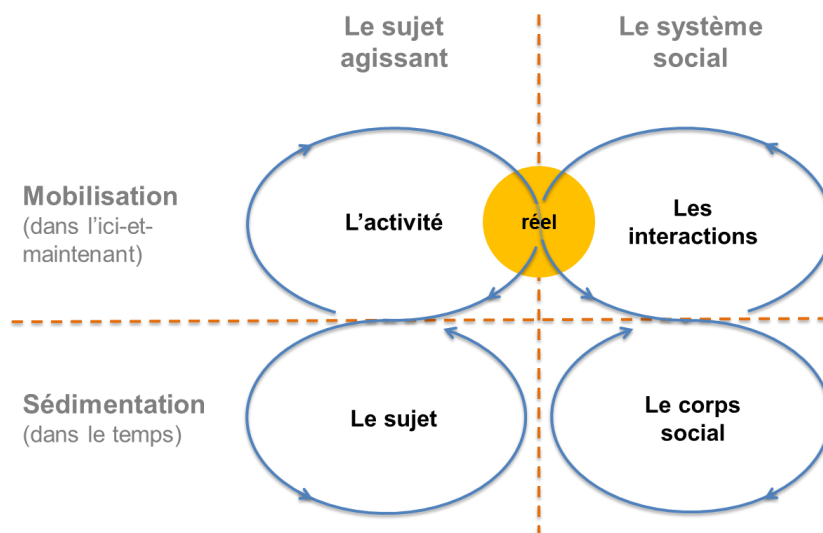 Le sujet
agissant
Le système
social
Mobilisation
(dans l'ici-et-
maintenant)
L'activité
réel
Les
interactions
Sédimentation
(dans le temps)
Le sujet
Le corps
social